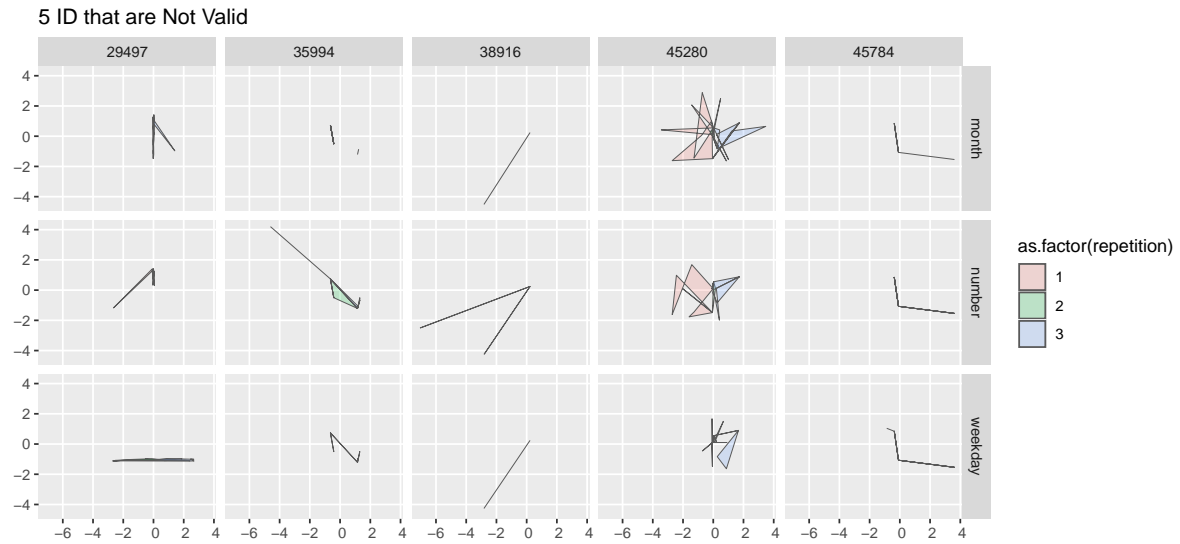 5 ID that are Not Valid
29497 35994 38916 45280 45784
4
2
0
−2
−4
month
4
2
0
−2
−4
number
4
2
0
−2
−4
weekday
−6 −4 −2 0 2 4 −6 −4 −2 0 2 4 −6 −4 −2 0 2 4 −6 −4 −2 0 2 4 −6 −4 −2 0 2 4
as.factor(repetition)
1
2
3